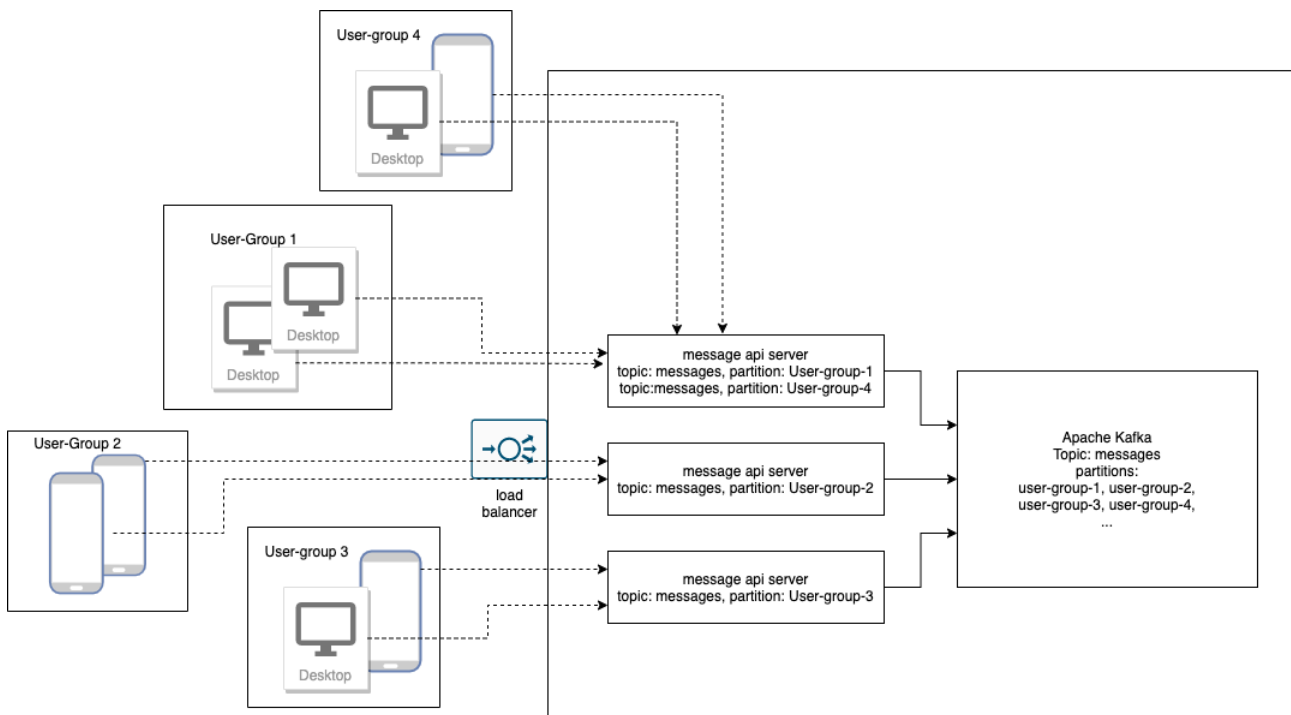 User-group 4
Desktop
User-Group 1
Desktop
Desktop
message api server
topic: messages, partition: User-group-1
topic:messages, partition: User-group-4
User-Group 2
load
balancer
message api server
topic: messages, partition: User-group-2
User-group 3
Desktop
message api server
topic: messages, partition: User-group-3
Apache Kafka
Topic: messages
partitions:
user-group-1, user-group-2,
user-group-3, user-group-4,
...